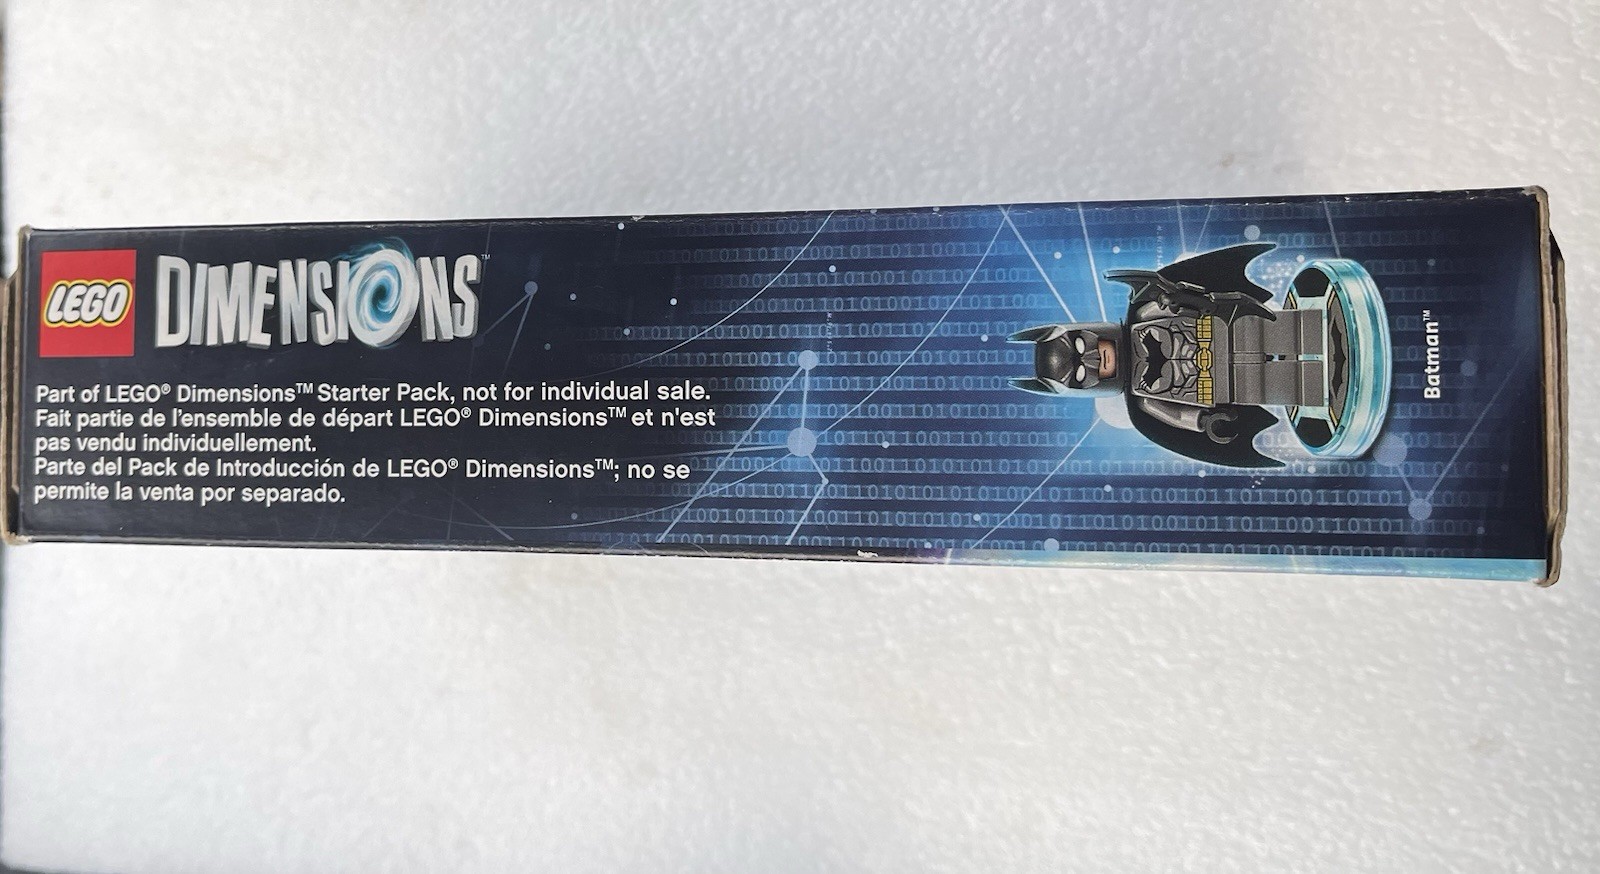 LEGO DIMENSIONS™
Part of LEGO® Dimensions™ Starter Pack, not for individual sale.
Fait partie de l'ensemble de départ LEGO® Dimensions™ et n'est
pas vendu individuellement.
Parte del Pack de Introducción de LEGO® Dimensions™; no se
permite la venta por separado.
Batman™